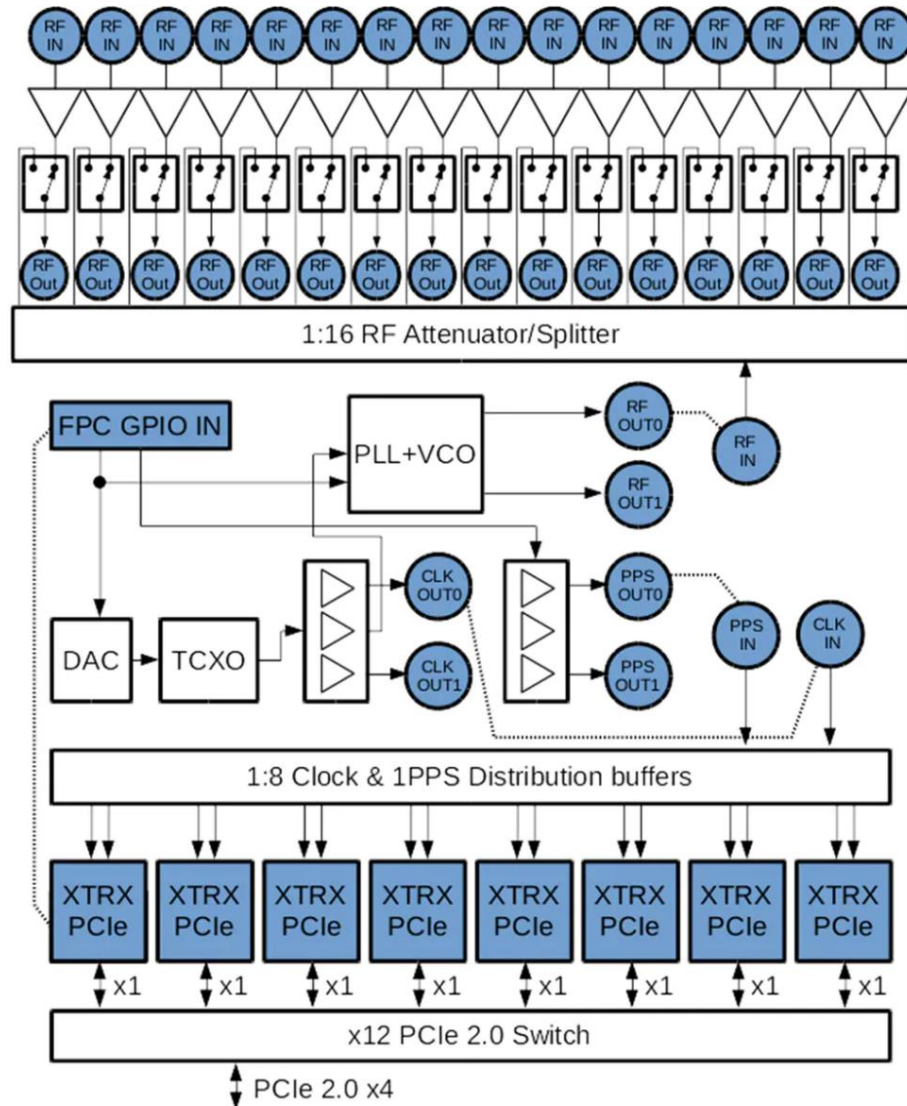 RF
IN
RF
IN
RF
IN
RF
IN
RF
IN
RF
IN
RF
IN
RF
IN
RF
IN
RF
IN
RF
IN
RF
IN
RF
IN
RF
IN
RF
IN
RF
IN
RF
Out
RF
Out
RF
Out
RF
Out
RF
Out
RF
Out
RF
Out
RF
Out
RF
Out
RF
Out
RF
Out
RF
Out
RF
Out
RF
Out
RF
Out
RF
Out
1:16 RF Attenuator/Splitter
FPC GPIO IN
PLL+VCO
RF
OUT0
RF
IN
RF
OUT1
DAC
TCXO
CLK
OUT0
CLK
OUT1
PPS
OUT0
PPS
OUT1
PPS
IN
CLK
IN
1:8 Clock & 1PPS Distribution buffers
XTRX
PCIe
XTRX
PCIe
XTRX
PCIe
XTRX
PCIe
XTRX
PCIe
XTRX
PCIe
XTRX
PCIe
XTRX
PCIe
x1
x1
x1
x1
x1
x1
x1
x1
x12 PCIe 2.0 Switch
PCIe 2.0 x4